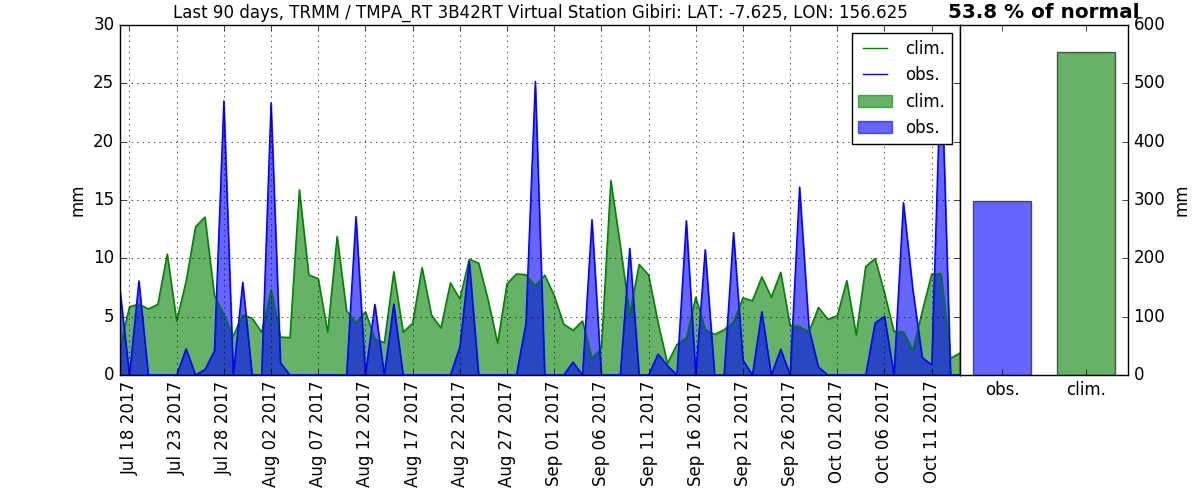 Last 90 days, TRMM / TMPA_RT 3B42RT Virtual Station Gibiri: LAT: -7.625, LON: 156.625
53.8 % of normal
30
25
20
15
10
5
0
mm
clim.
obs.
clim.
obs.
600
500
400
300
200
100
0
mm
Jul 18 2017
Jul 23 2017
Jul 28 2017
Aug 02 2017
Aug 07 2017
Aug 12 2017
Aug 17 2017
Aug 22 2017
Aug 27 2017
Sep 01 2017
Sep 06 2017
Sep 11 2017
Sep 16 2017
Sep 21 2017
Sep 26 2017
Oct 01 2017
Oct 06 2017
Oct 11 2017
obs.
clim.